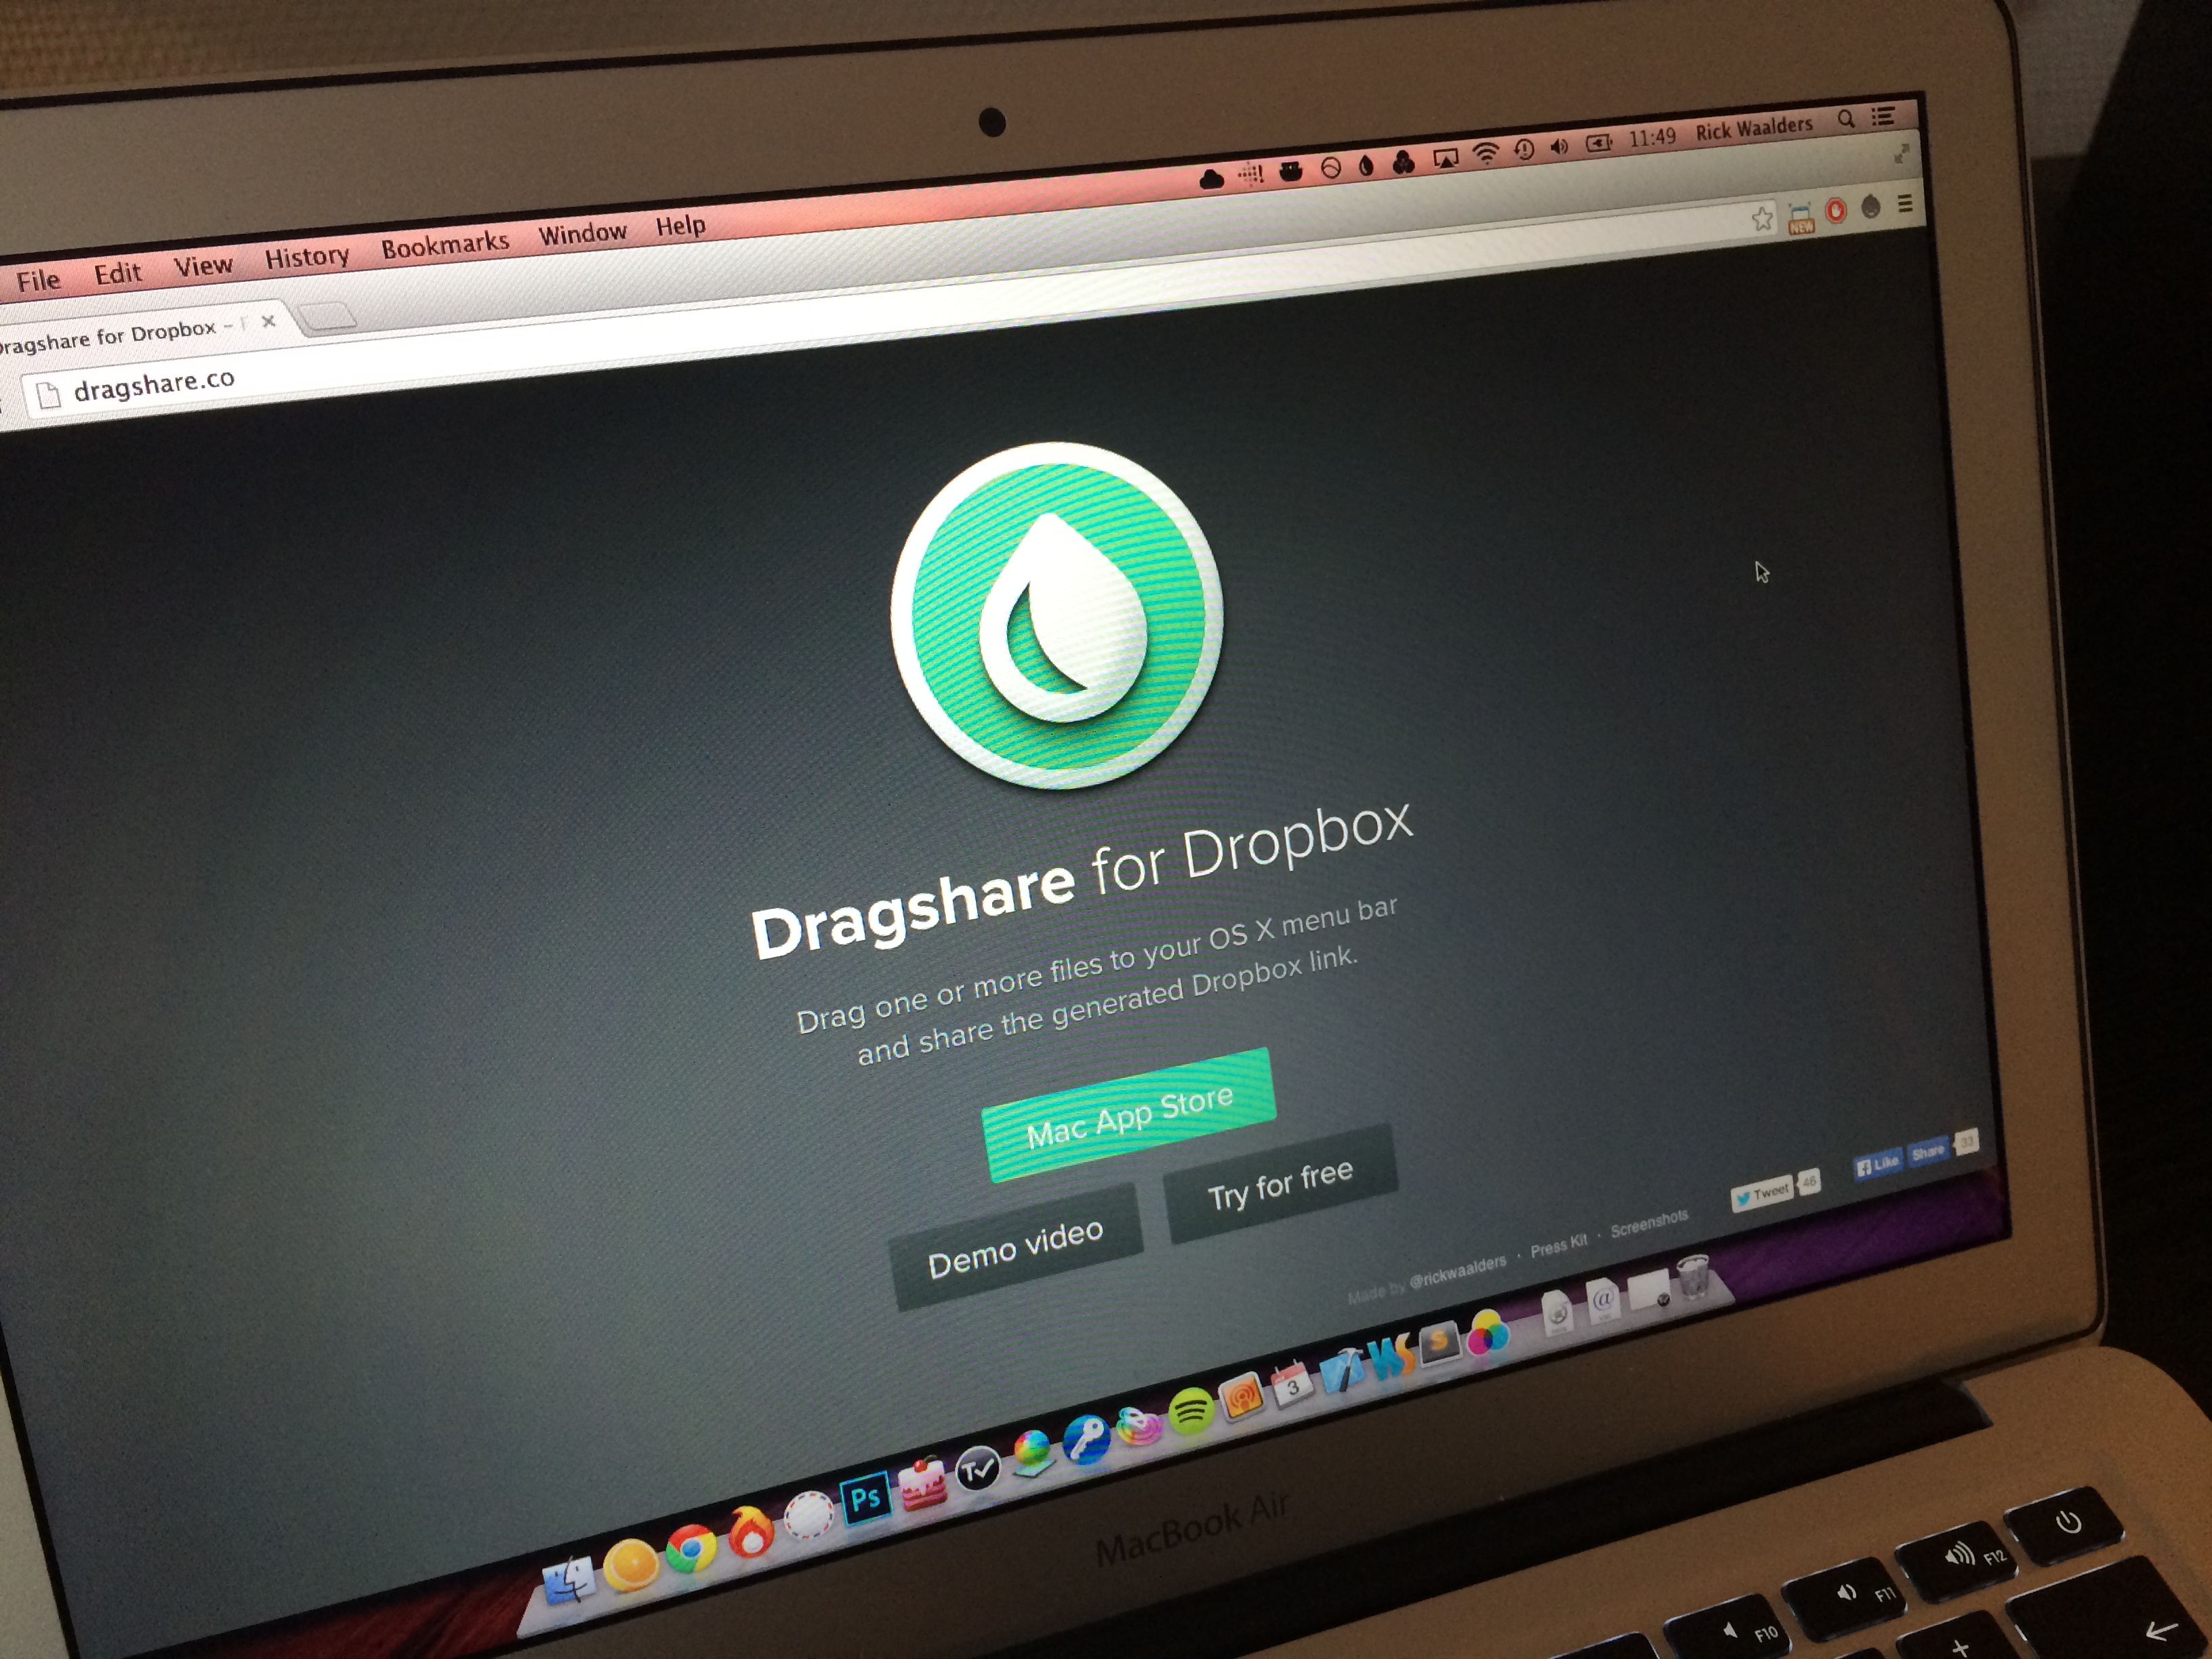 File Edit View History Bookmarks Window Help
11:49 Rick Waalders
ragshare for Dropbox –
dragshare.co
NEW
Dragshare for Dropbox
Drag one or more files to your OS X menu bar
and share the generated Dropbox link.
Mac App Store
Demo video Try for free
Made by @rickwaalders · Press Kit · Screenshots
Tweet 46 Like Share 33
Ps
3
WS
S
MacBook Air
F10 F11 F12
+